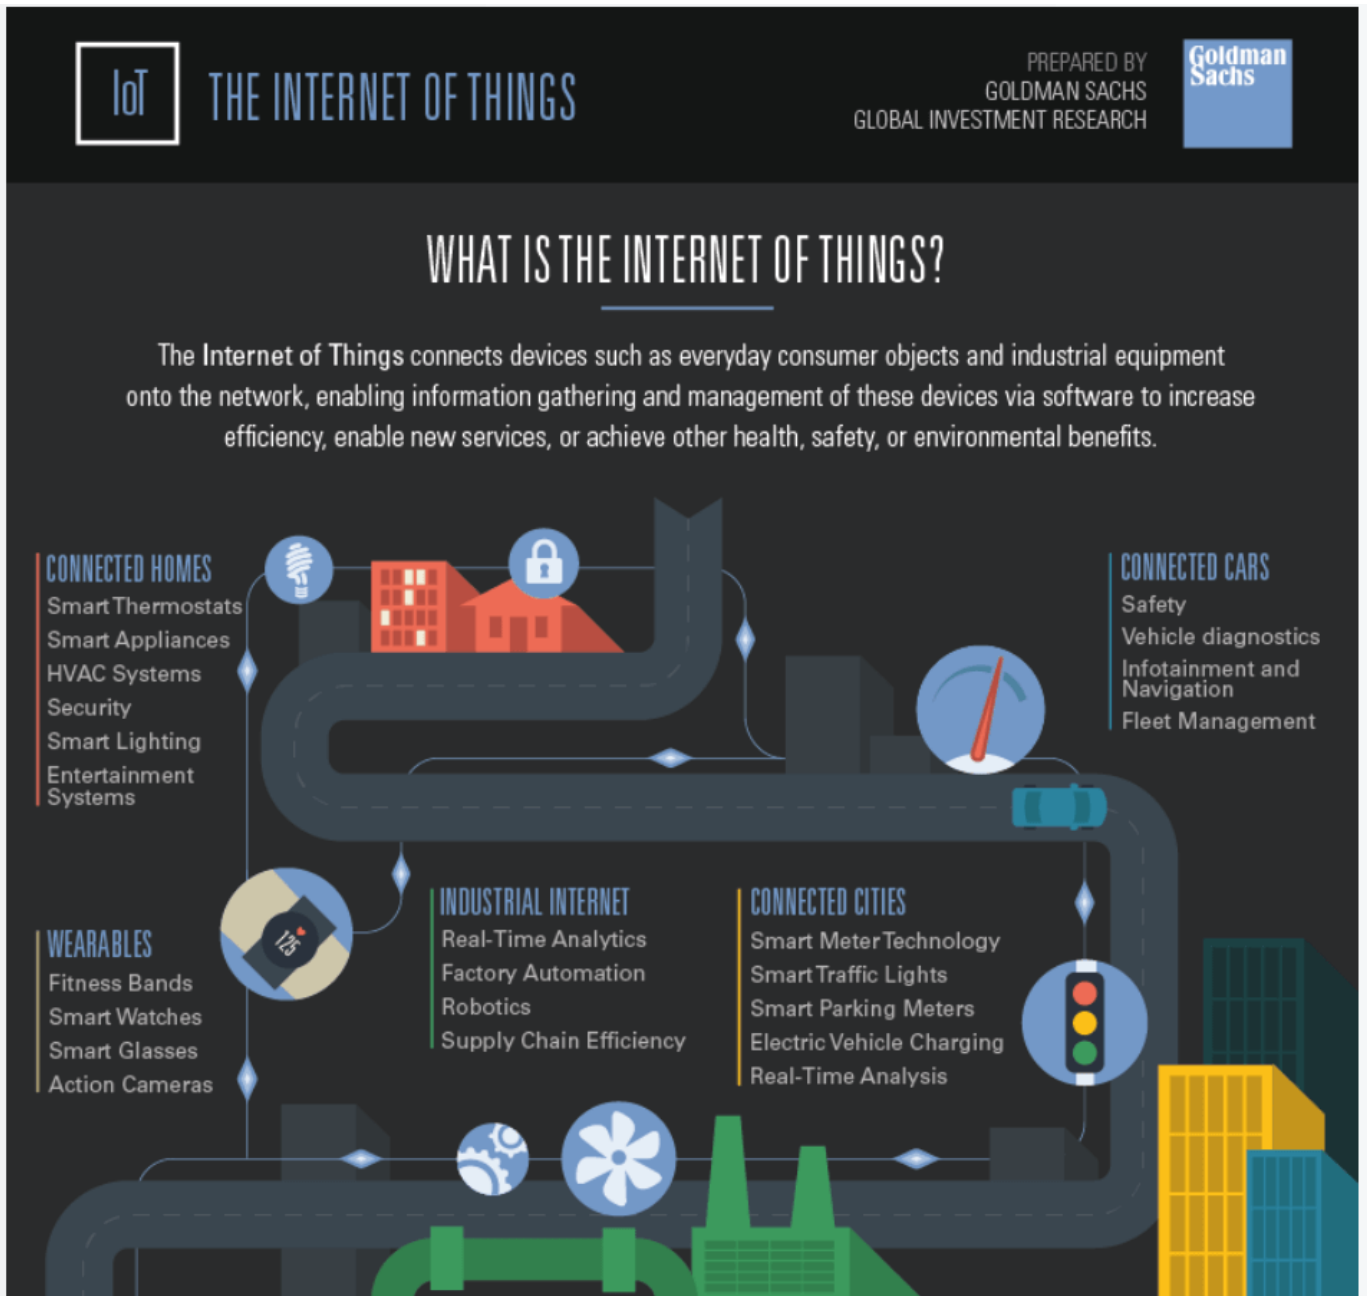 IoT
THE INTERNET OF THINGS
PREPARED BY
GOLDMAN SACHS
GLOBAL INVESTMENT RESEARCH
Goldman
Sachs
WHAT IS THE INTERNET OF THINGS?
The Internet of Things connects devices such as everyday consumer objects and industrial equipment
onto the network, enabling information gathering and management of these devices via software to increase
efficiency, enable new services, or achieve other health, safety, or environmental benefits.
CONNECTED HOMES
Smart Thermostats
Smart Appliances
HVAC Systems
Security
Smart Lighting
Entertainment
Systems
CONNECTED CARS
Safety
Vehicle diagnostics
Infotainment and
Navigation
Fleet Management
WEARABLES
Fitness Bands
Smart Watches
Smart Glasses
Action Cameras
125
INDUSTRIAL INTERNET
Real-Time Analytics
Factory Automation
Robotics
Supply Chain Efficiency
CONNECTED CITIES
Smart Meter Technology
Smart Traffic Lights
Smart Parking Meters
Electric Vehicle Charging
Real-Time Analysis